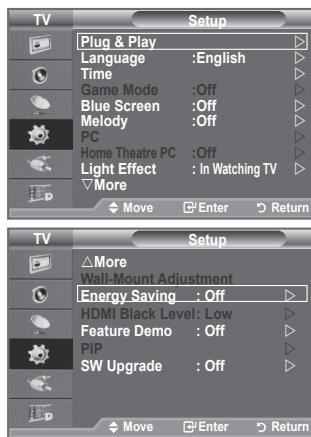 TV Setup
Plug & Play
Language :English
Time
Game Mode :Off
Blue Screen :Off
Melody :Off
PC
Home Theatre PC :Off
Light Effect : In Watching TV
▽More
Move Enter Return
TV Setup
△More
Wall-Mount Adjustment
Energy Saving : Off
HDMI Black Level: Low
Feature Demo : Off
PIP
SW Upgrade : Off
Move Enter Return